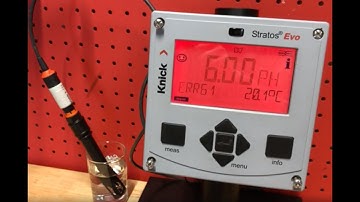 Stratos® Evo
Knick >
6.00 PH
ERR61 20.1°C
meas
menu
info